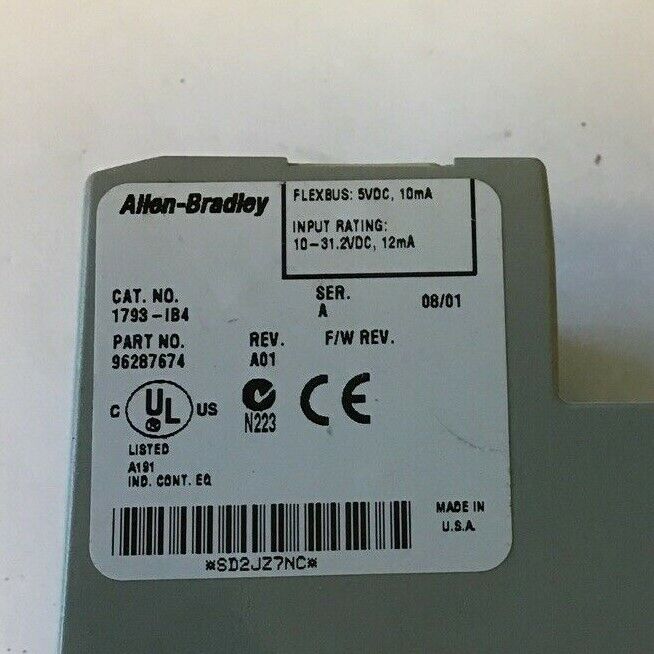 Allen-Bradley
FLEXBUS: 5VDC, 10mA
INPUT RATING:
10-31.2VDC, 12mA
CAT. NO. SER. 08/01
1793-IB4 A
PART NO. REV. F/W REV.
96287674 A01
C UL US
N223
CE
LISTED
A191
IND. CONT. EQ
MADE IN
U.S.A.
*SD2JZ7NC*